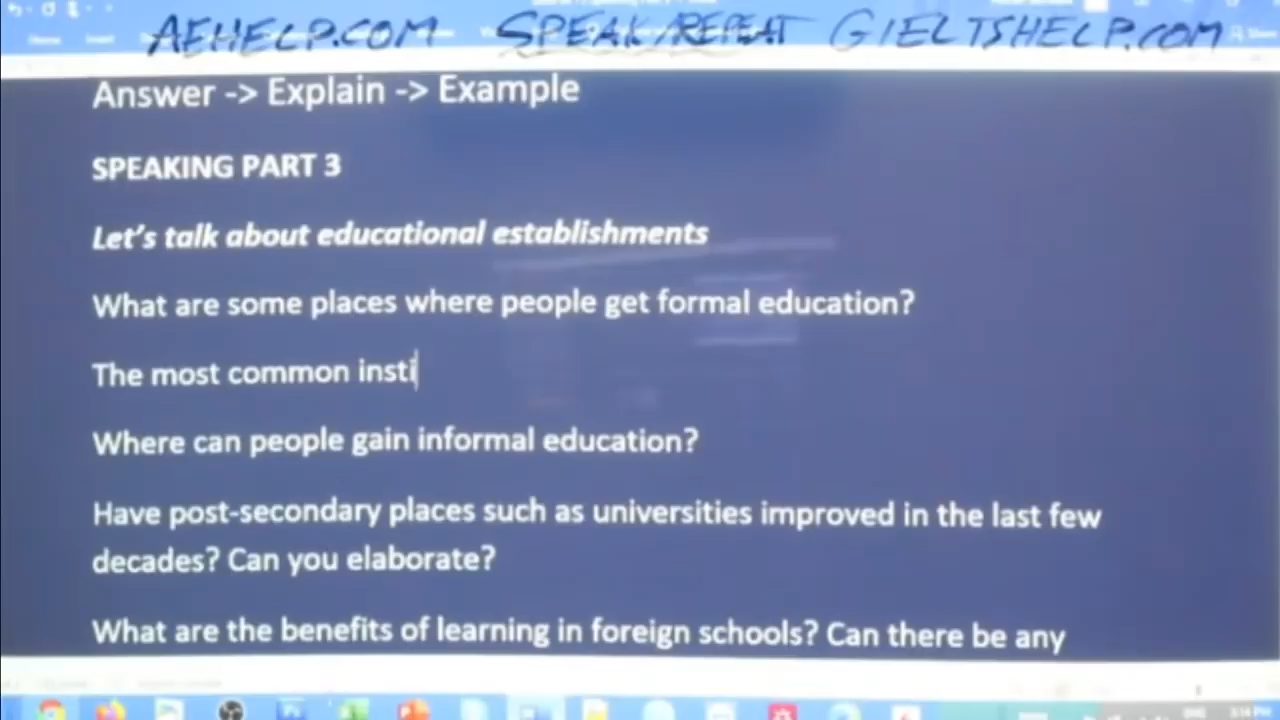 AEHELP.COM SPEAK/REPEAT GIELTSHELP.COM
Answer -> Explain -> Example
SPEAKING PART 3
Let's talk about educational establishments
What are some places where people get formal education?
The most common insti
Where can people gain informal education?
Have post-secondary places such as universities improved in the last few
decades? Can you elaborate?
What are the benefits of learning in foreign schools? Can there be any